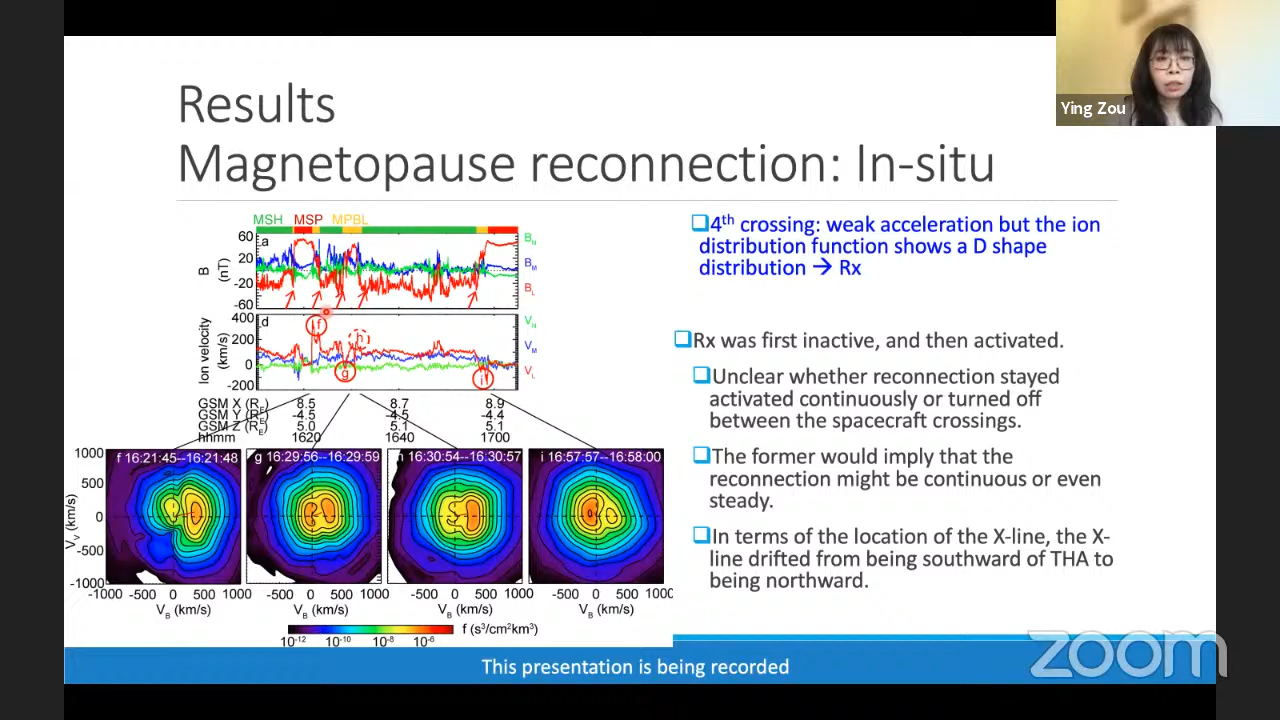 Ying Zou
Results
Magnetopause reconnection: In-situ
MSH MSP MPBL
60
20
-20
-60
B
(nT)
a
B_N
B_M
B_L
400
200
0
-200
Ion velocity
(km/s)
d
f
h
g
i
V_N
V_M
V_L
GSM X (R_E) 8.5 8.7 8.9
GSM Y (R_E) -4.5 -4.5 -4.4
GSM Z (R_E) 5.0 5.1 5.1
hhmm 1620 1640 1700
f 16:21:45--16:21:48
g 16:29:56--16:29:59
h 16:30:54--16:30:57
i 16:57:57--16:58:00
1000
500
0
-500
-1000
V_V (km/s)
-1000 -500 0 500 1000 -500 0 500 1000 -500 0 500 1000 -500 0 500 1000
V_B (km/s) V_B (km/s) V_B (km/s) V_B (km/s)
10^-12 10^-10 10^-8 10^-6 f (s³/cm²km³)
4th crossing: weak acceleration but the ion
distribution function shows a D shape
distribution → Rx
Rx was first inactive, and then activated.
Unclear whether reconnection stayed
activated continuously or turned off
between the spacecraft crossings.
The former would imply that the
reconnection might be continuous or even
steady.
In terms of the location of the X-line, the X-
line drifted from being southward of THA to
being northward.
This presentation is being recorded
zoom